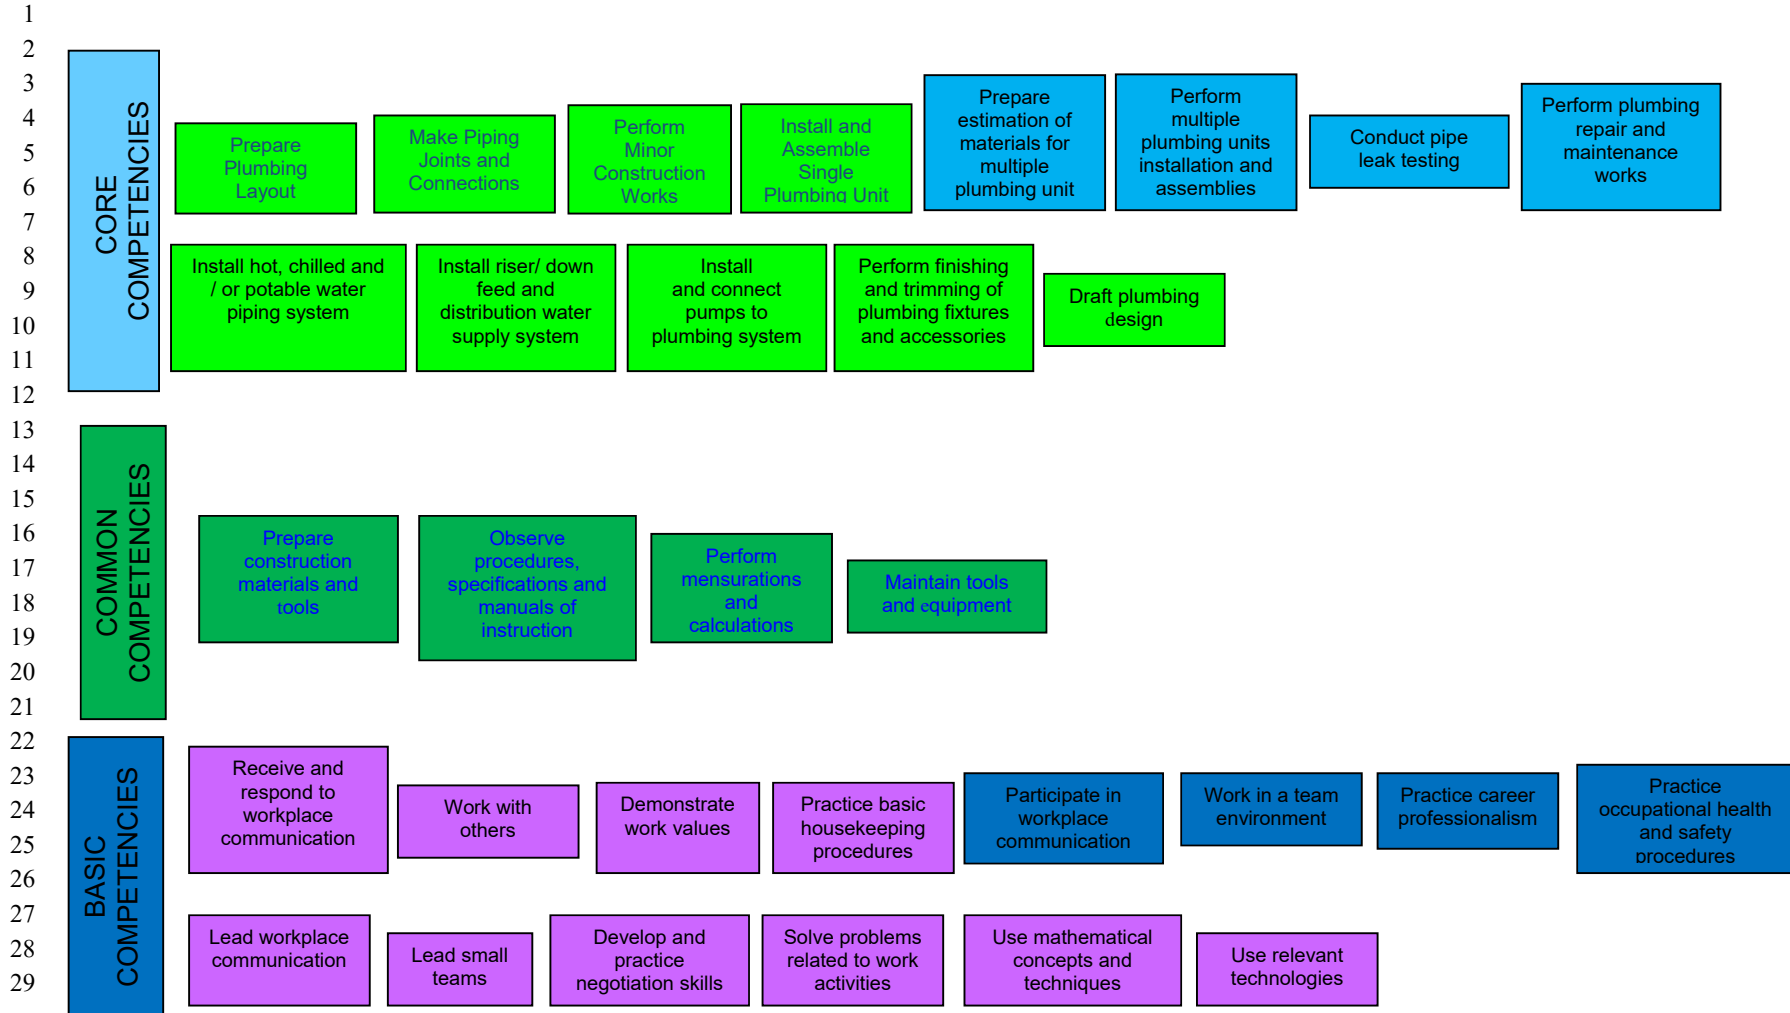 1
2
3
4
5
6
7
8
9
10
11
12
13
14
15
16
17
18
19
20
21
22
23
24
25
26
27
28
29
CORE
COMPETENCIES
Prepare
Plumbing
Layout
Make Piping
Joints and
Connections
Perform
Minor
Construction
Works
Install and
Assemble
Single
Plumbing Unit
Prepare
estimation of
materials for
multiple
plumbing unit
Perform
multiple
plumbing units
installation and
assemblies
Conduct pipe
leak testing
Perform plumbing
repair and
maintenance
works
Install hot, chilled and
/ or potable water
piping system
Install riser/ down
feed and
distribution water
supply system
Install
and connect
pumps to
plumbing system
Perform finishing
and trimming of
plumbing fixtures
and accessories
Draft plumbing
design
COMMON
COMPETENCIES
Prepare
construction
materials and
tools
Observe
procedures,
specifications and
manuals of
instruction
Perform
mensurations
and
calculations
Maintain tools
and equipment
BASIC
COMPETENCIES
Receive and
respond to
workplace
communication
Work with
others
Demonstrate
work values
Practice basic
housekeeping
procedures
Participate in
workplace
communication
Work in a team
environment
Practice career
professionalism
Practice
occupational health
and safety
procedures
Lead workplace
communication
Lead small
teams
Develop and
practice
negotiation skills
Solve problems
related to work
activities
Use mathematical
concepts and
techniques
Use relevant
technologies